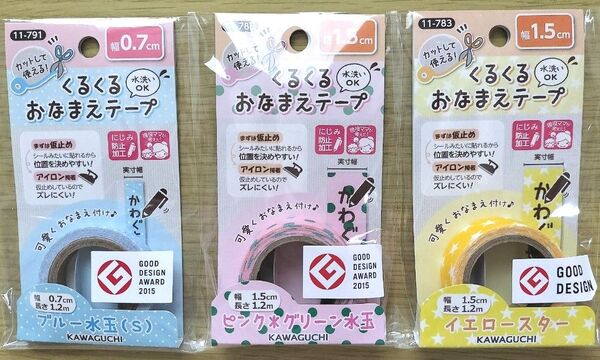 11-791
幅0.7cm
カットして
使える!
くるくる
おなまえテープ
水洗い
OK
まずは仮止め
シールみたいに貼れるから
位置を決めやすい!
アイロン接着
仮止めしているので
ズレにくい!
にじみ
防止
加工
実寸幅
かわぐ
可愛くおなまえ付け♪
GOOD
DESIGN
AWARD
2015
幅 0.7cm
長さ 1.2m
ブルー水玉(S)
KAWAGUCHI
1.5cm
カットして
使える!
くるくる
おなまえテープ
水洗い
OK
まずは仮止め
シールみたいに貼れるから
位置を決めやすい!
アイロン接着
仮止めしているので
ズレにくい!
にじみ
防止
加工
実寸幅
かわぐ
可愛くおなまえ付け♪
GOOD
DESIGN
AWARD
2015
幅 1.5cm
長さ 1.2m
ピンク*グリーン水玉
KAWAGUCHI
11-783
幅1.5cm
カットして
使える!
くるくる
おなまえテープ
水洗い
OK
まずは仮止め
シールみたいに貼れるから
位置を決めやすい!
アイロン接着
仮止めしているので
ズレにくい!
にじみ
防止
加工
実寸幅
かわぐ
可愛くおなまえ付け♪
GOOD
DESIGN
幅 1.5cm
長さ 1.2m
イエロースター
KAWAGUCHI